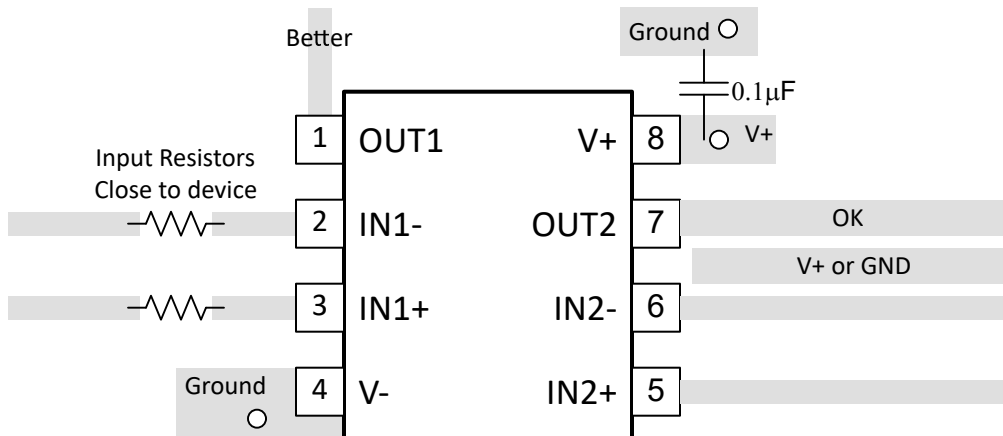 Better
Ground
0.1μF
1
OUT1
V+
8
V+
Input Resistors
Close to device
2
IN1-
OUT2
7
OK
V+ or GND
3
IN1+
IN2-
6
Ground
4
V-
IN2+
5